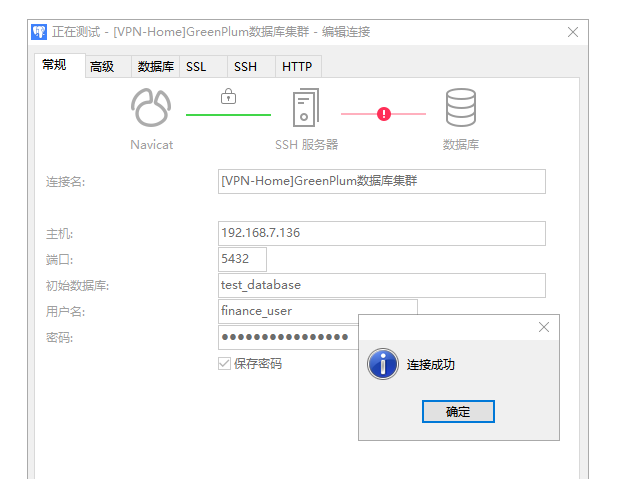 正在测试 - [VPN-Home]GreenPlum数据库集群 - 编辑连接
常规 高级 数据库 SSL SSH HTTP
Navicat SSH 服务器 数据库
连接名: [VPN-Home]GreenPlum数据库集群
主机: 192.168.7.136
端口: 5432
初始数据库: test_database
用户名: finance_user
密码: ●●●●●●●●●●●●●●●●
保存密码
连接成功
确定